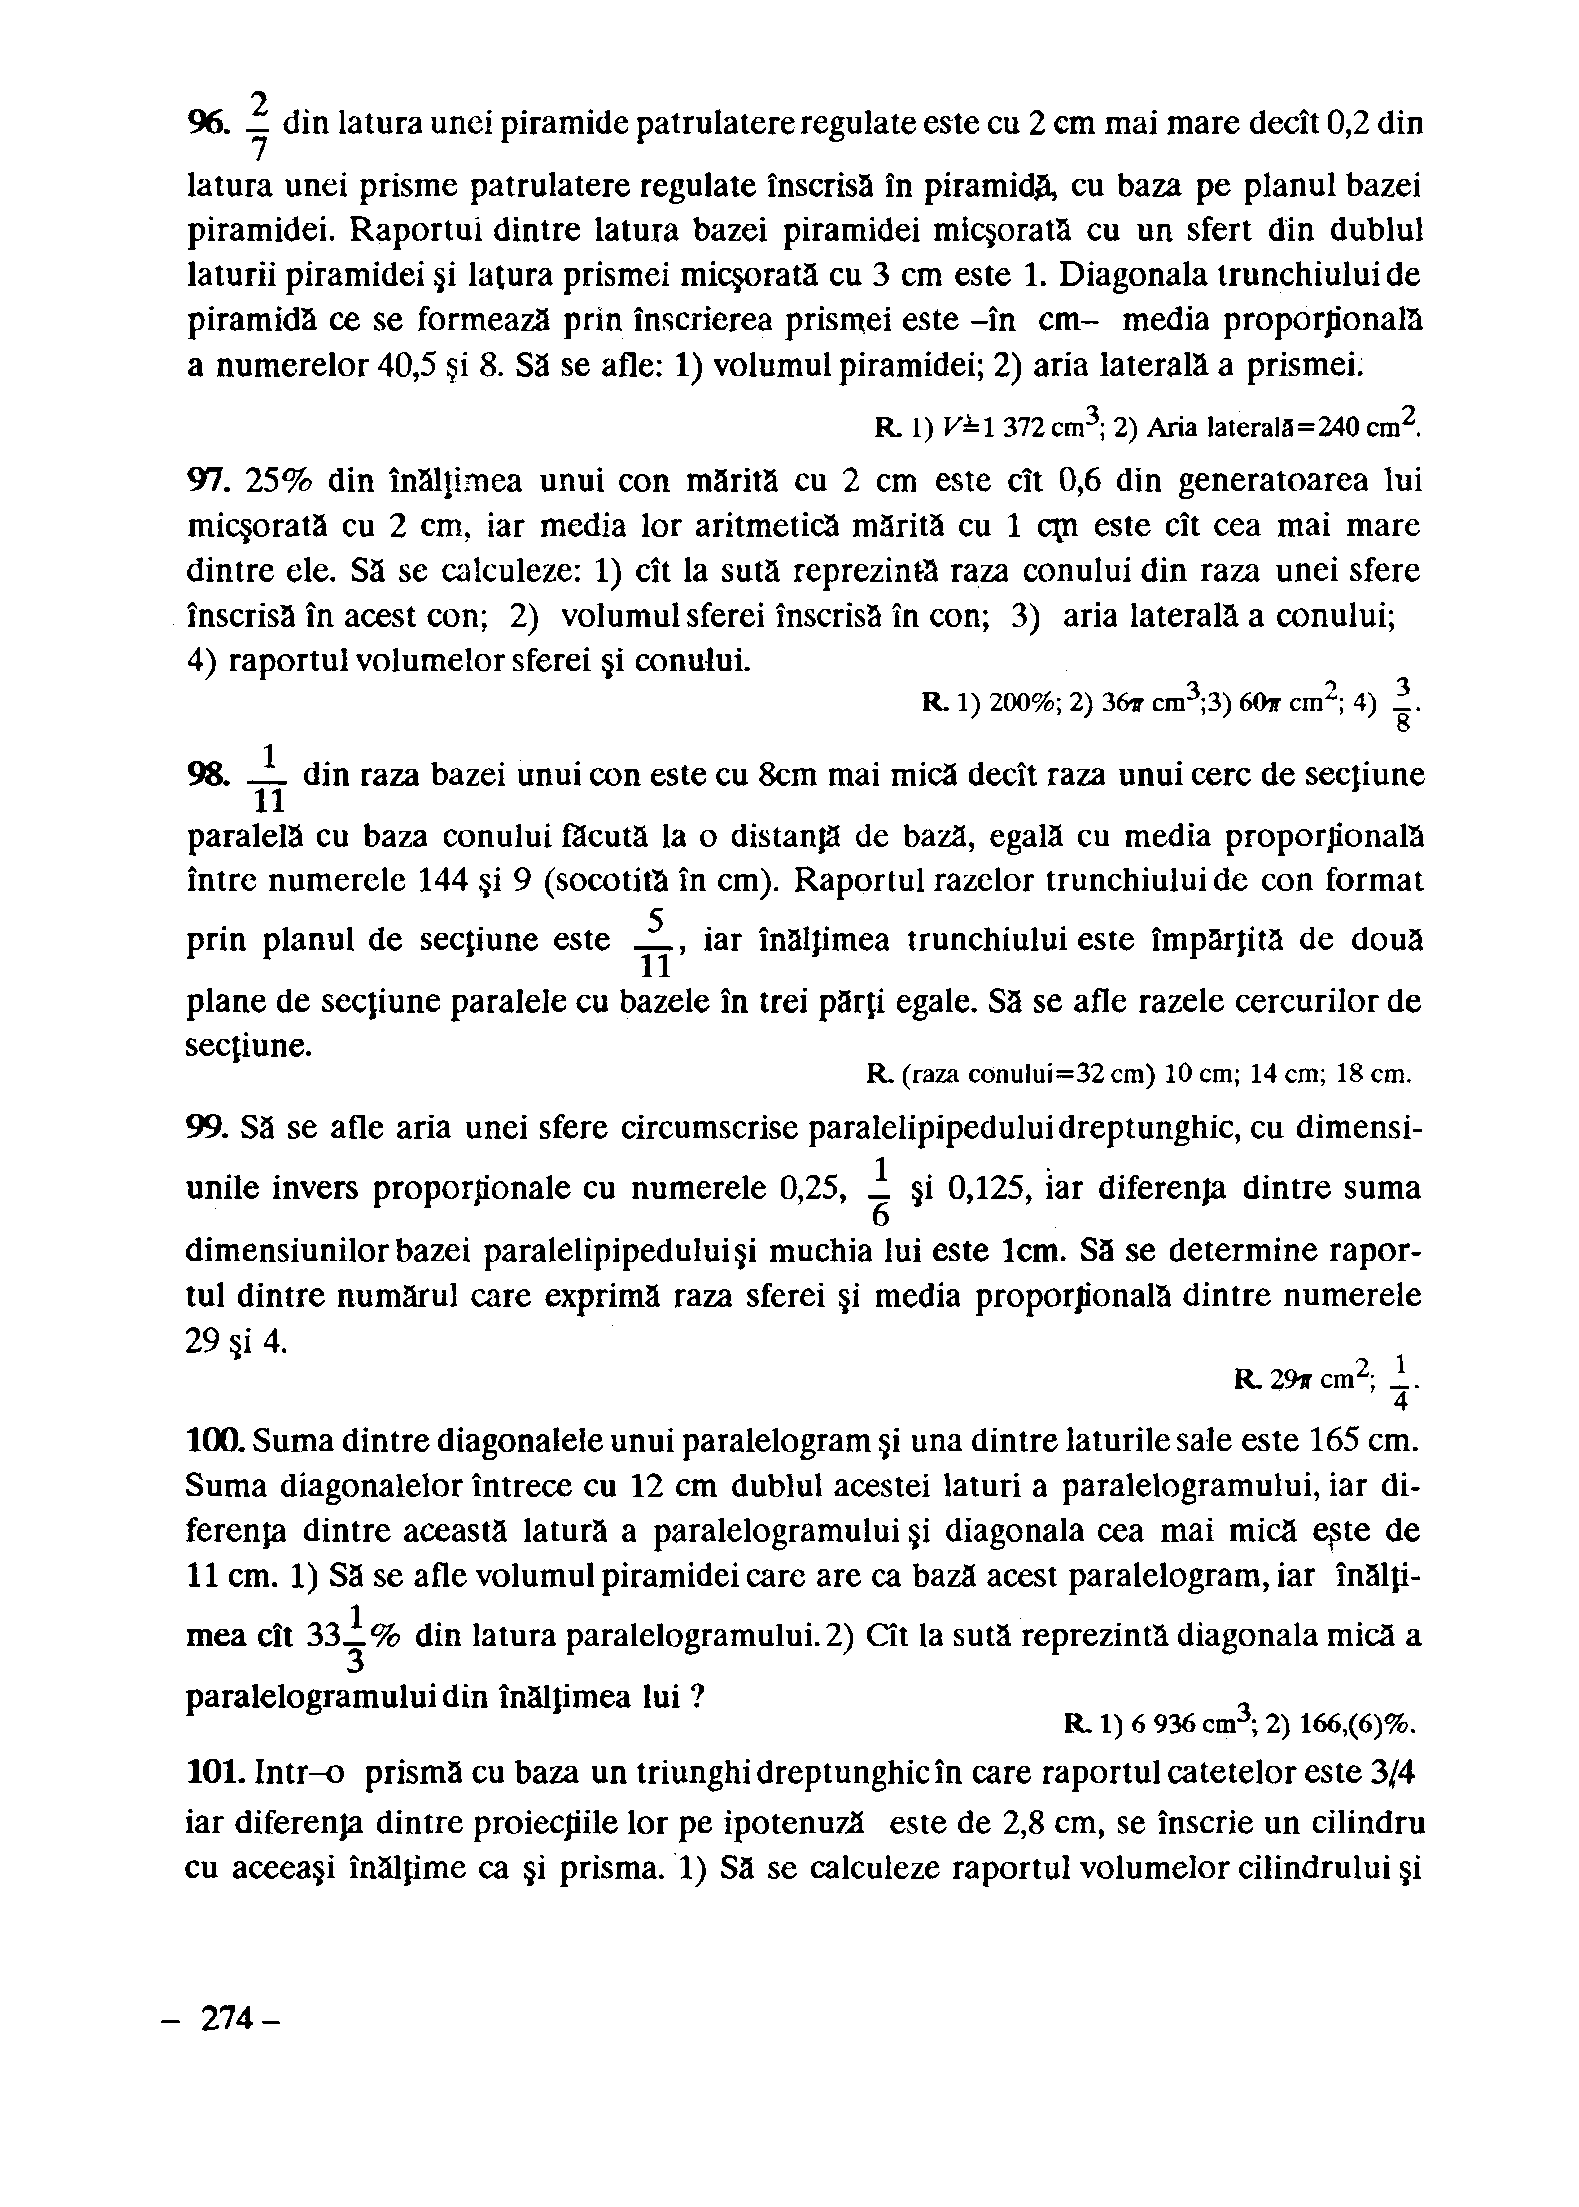 96. 2/7 din latura unei piramide patrulatere regulate este cu 2 cm mai mare decît 0,2 din
latura unei prisme patrulatere regulate înscrisă în piramidă, cu baza pe planul bazei
piramidei. Raportul dintre latura bazei piramidei micşorată cu un sfert din dublul
laturii piramidei şi latura prismei micşorată cu 3 cm este 1. Diagonala trunchiului de
piramidă ce se formează prin înscrierea prismei este –în cm– media proporţională
a numerelor 40,5 şi 8. Să se afle: 1) volumul piramidei; 2) aria laterală a prismei.
R. 1) V=1 372 cm³; 2) Aria laterală=240 cm².
97. 25% din înălţimea unui con mărită cu 2 cm este cît 0,6 din generatoarea lui
micşorată cu 2 cm, iar media lor aritmetică mărită cu 1 cm este cît cea mai mare
dintre ele. Să se calculeze: 1) cît la sută reprezintă raza conului din raza unei sfere
înscrisă în acest con; 2) volumul sferei înscrisă în con; 3) aria laterală a conului;
4) raportul volumelor sferei şi conului.
R. 1) 200%; 2) 36π cm³;3) 60π cm²; 4) 3/8.
98. 1/11 din raza bazei unui con este cu 8cm mai mică decît raza unui cerc de secţiune
paralelă cu baza conului făcută la o distanţă de bază, egală cu media proporţională
între numerele 144 şi 9 (socotită în cm). Raportul razelor trunchiului de con format
prin planul de secţiune este 5/11, iar înălţimea trunchiului este împărţită de două
plane de secţiune paralele cu bazele în trei părţi egale. Să se afle razele cercurilor de
secţiune.
R. (raza conului=32 cm) 10 cm; 14 cm; 18 cm.
99. Să se afle aria unei sfere circumscrise paralelipipedului dreptunghic, cu dimensi-
unile invers proporţionale cu numerele 0,25, 1/6 şi 0,125, iar diferenţa dintre suma
dimensiunilor bazei paralelipipedului şi muchia lui este 1cm. Să se determine rapor-
tul dintre numărul care exprimă raza sferei şi media proporţională dintre numerele
29 şi 4.
R. 29π cm²; 1/4.
100. Suma dintre diagonalele unui paralelogram şi una dintre laturile sale este 165 cm.
Suma diagonalelor întrece cu 12 cm dublul acestei laturi a paralelogramului, iar di-
ferenţa dintre această latură a paralelogramului şi diagonala cea mai mică eşte de
11 cm. 1) Să se afle volumul piramidei care are ca bază acest paralelogram, iar înălţi-
mea cît 33 1/3% din latura paralelogramului. 2) Cît la sută reprezintă diagonala mică a
paralelogramului din înălţimea lui ?
R. 1) 6 936 cm³; 2) 166,(6)%.
101. Intr–o prismă cu baza un triunghi dreptunghic în care raportul catetelor este 3/4
iar diferenţa dintre proiecţiile lor pe ipotenuză este de 2,8 cm, se înscrie un cilindru
cu aceeaşi înălţime ca şi prisma. 1) Să se calculeze raportul volumelor cilindrului şi
– 274 –